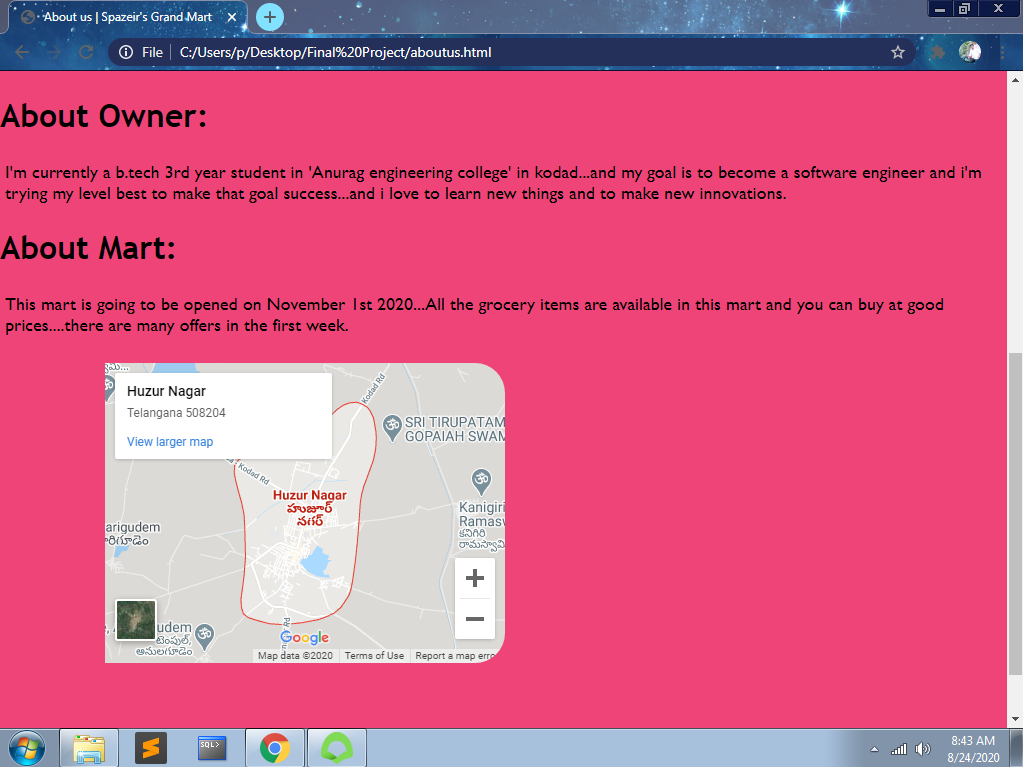 About us | Spazeir's Grand Mart
File
C:/Users/p/Desktop/Final%20Project/aboutus.html
About Owner:
I'm currently a b.tech 3rd year student in 'Anurag engineering college' in kodad...and my goal is to become a software engineer and i'm
trying my level best to make that goal success...and i love to learn new things and to make new innovations.
About Mart:
This mart is going to be opened on November 1st 2020...All the grocery items are available in this mart and you can buy at good
prices....there are many offers in the first week.
Huzur Nagar
Telangana 508204
View larger map
Kodad Rd
SRI TIRUPATAM
GOPAIAH SWAM
Kodad Rd
Huzur Nagar
హుజూర్
నగర్
Kanigiri
Ramasw
కనిగిరి
రామస్వామి
arigudem
ారిగూడెం
udem
టెంపుల్,
అమలగూడెం
Rd
Google
Map data ©2020
Terms of Use
Report a map erro
SQL>
8:43 AM
8/24/2020